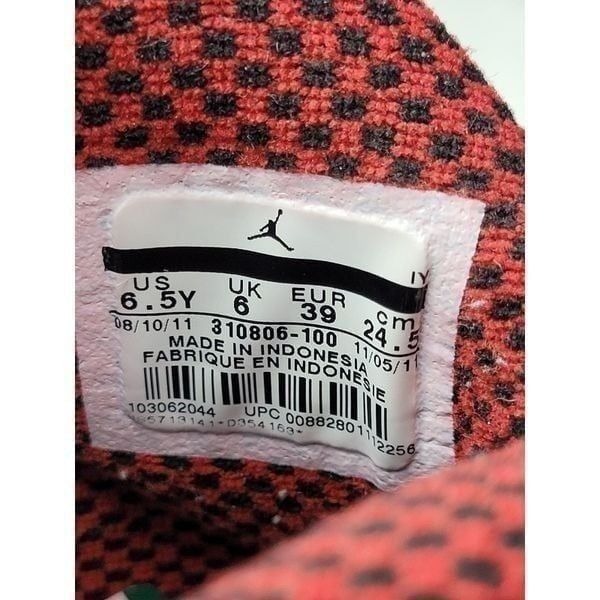 US UK EUR cm
6.5Y 6 39 24.5
08/10/11 310806-100 11/05/11
MADE IN INDONESIA
FABRIQUE EN INDONESIE
103062044 UPC 00882801112256